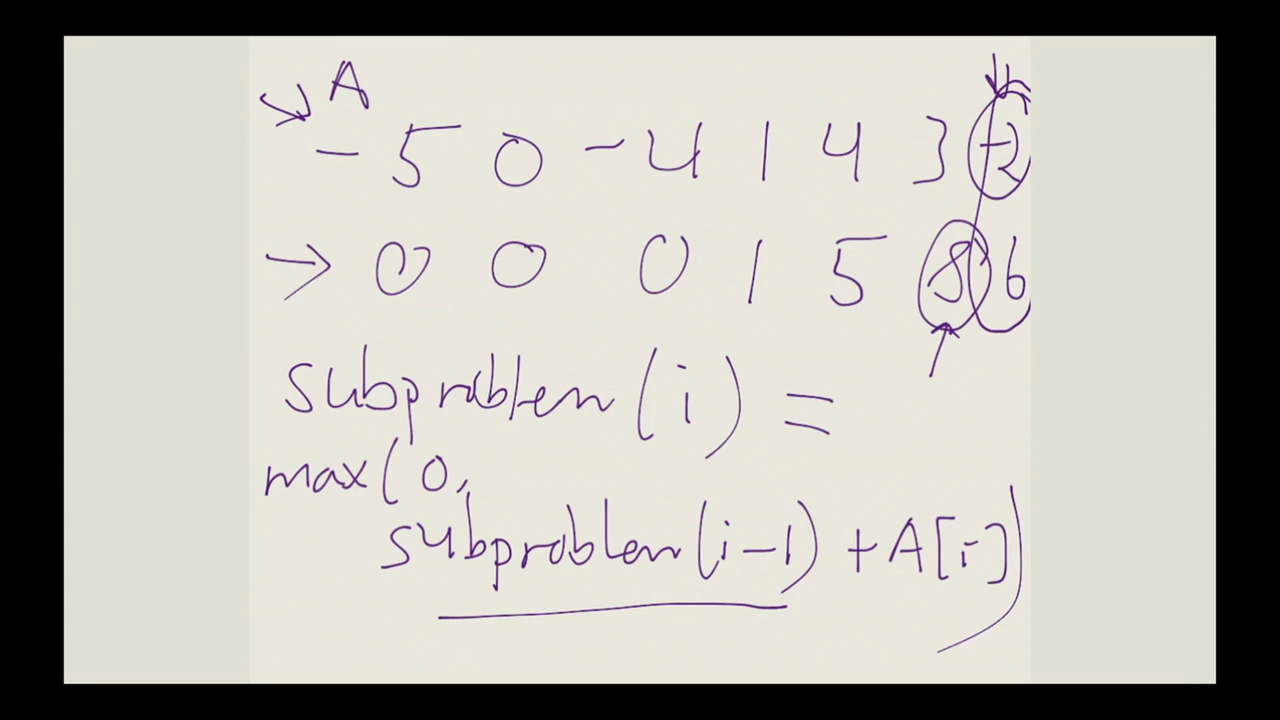 A
-5 0 -4 1 4 3 -2
0 0 0 1 5 8 6
subproblem(i) =
max(0,
subproblem(i-1) + A[i])